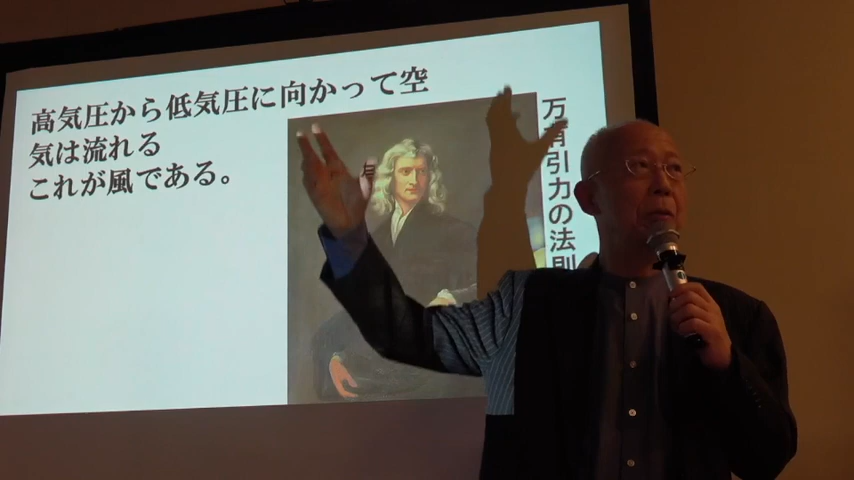 高気圧から低気圧に向かって空
気は流れる
これが風である。
万有引力の法則